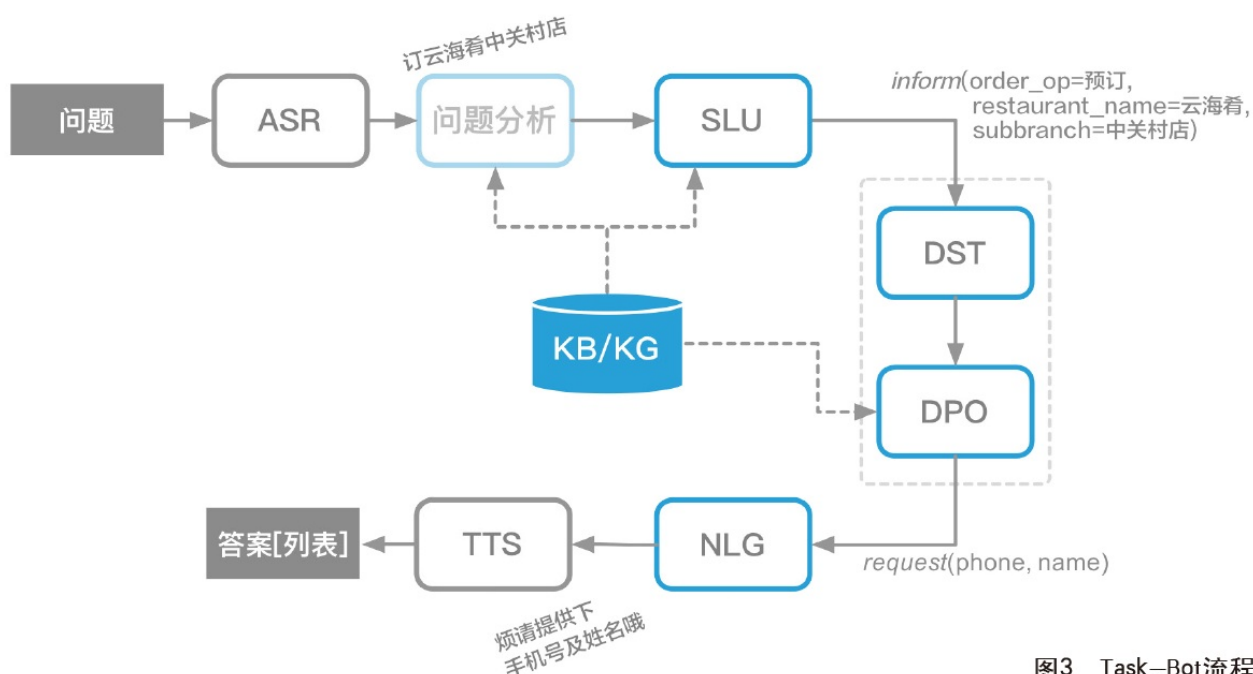 订云海肴中关村店
问题
ASR
问题分析
SLU
inform(order_op=预订,
restaurant_name=云海肴,
subbranch=中关村店)
DST
KB/KG
DPO
答案[列表]
TTS
NLG
request(phone, name)
烦请提供下
手机号及姓名哦
图3 Task—Bot流程